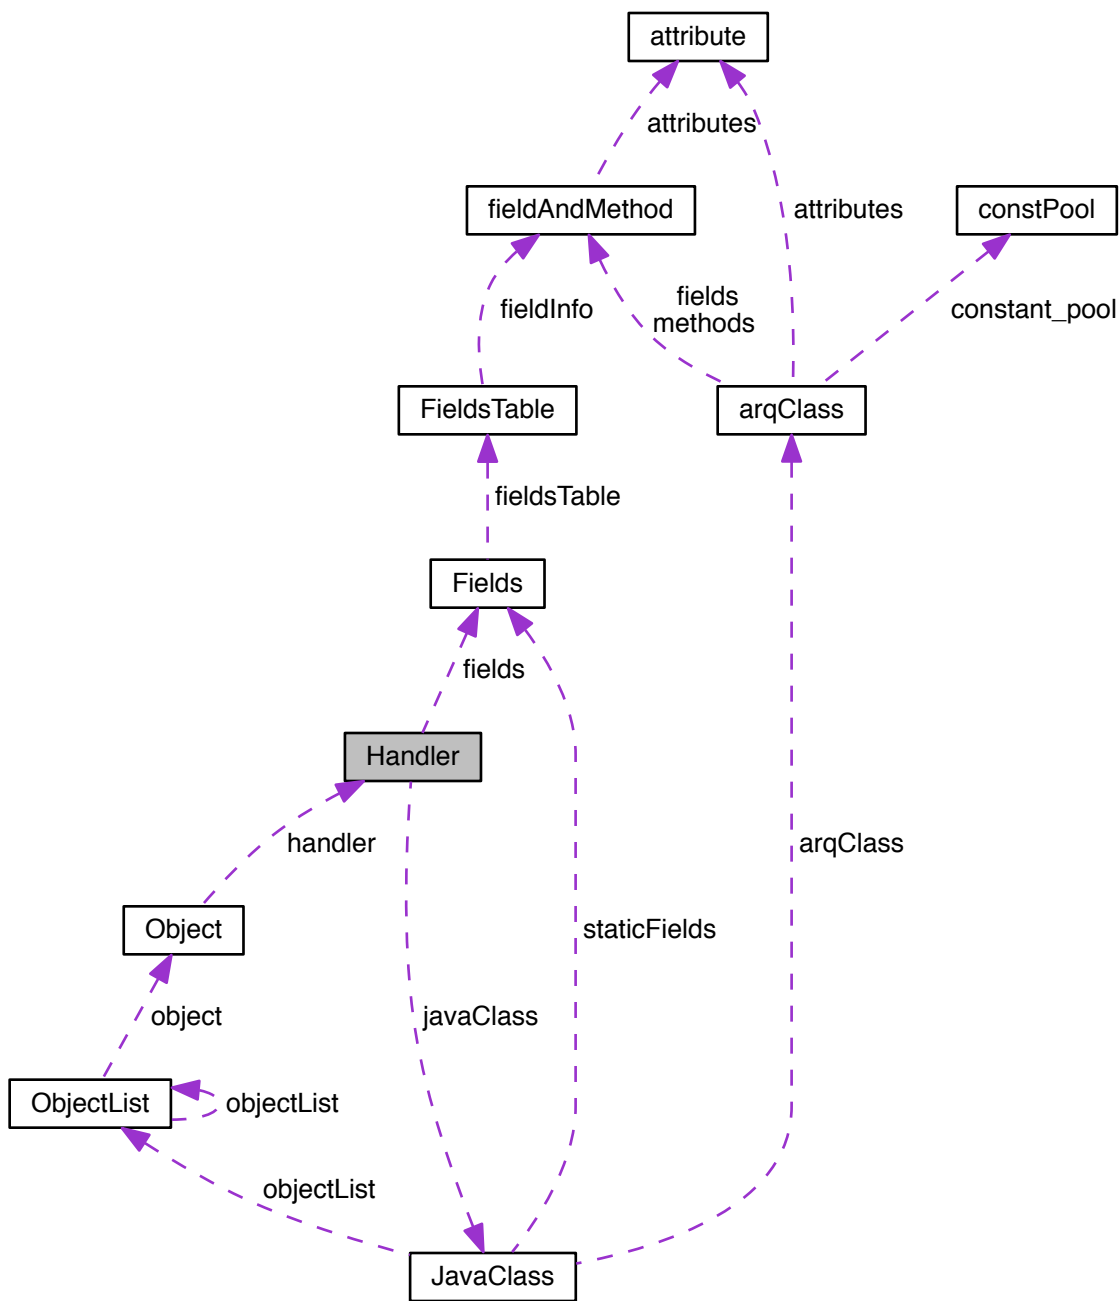 attribute
attributes
fieldAndMethod
attributes
constPool
fieldInfo
fields
methods
constant_pool
FieldsTable
arqClass
fieldsTable
Fields
fields
Handler
handler
arqClass
Object
staticFields
object
javaClass
ObjectList
objectList
objectList
JavaClass